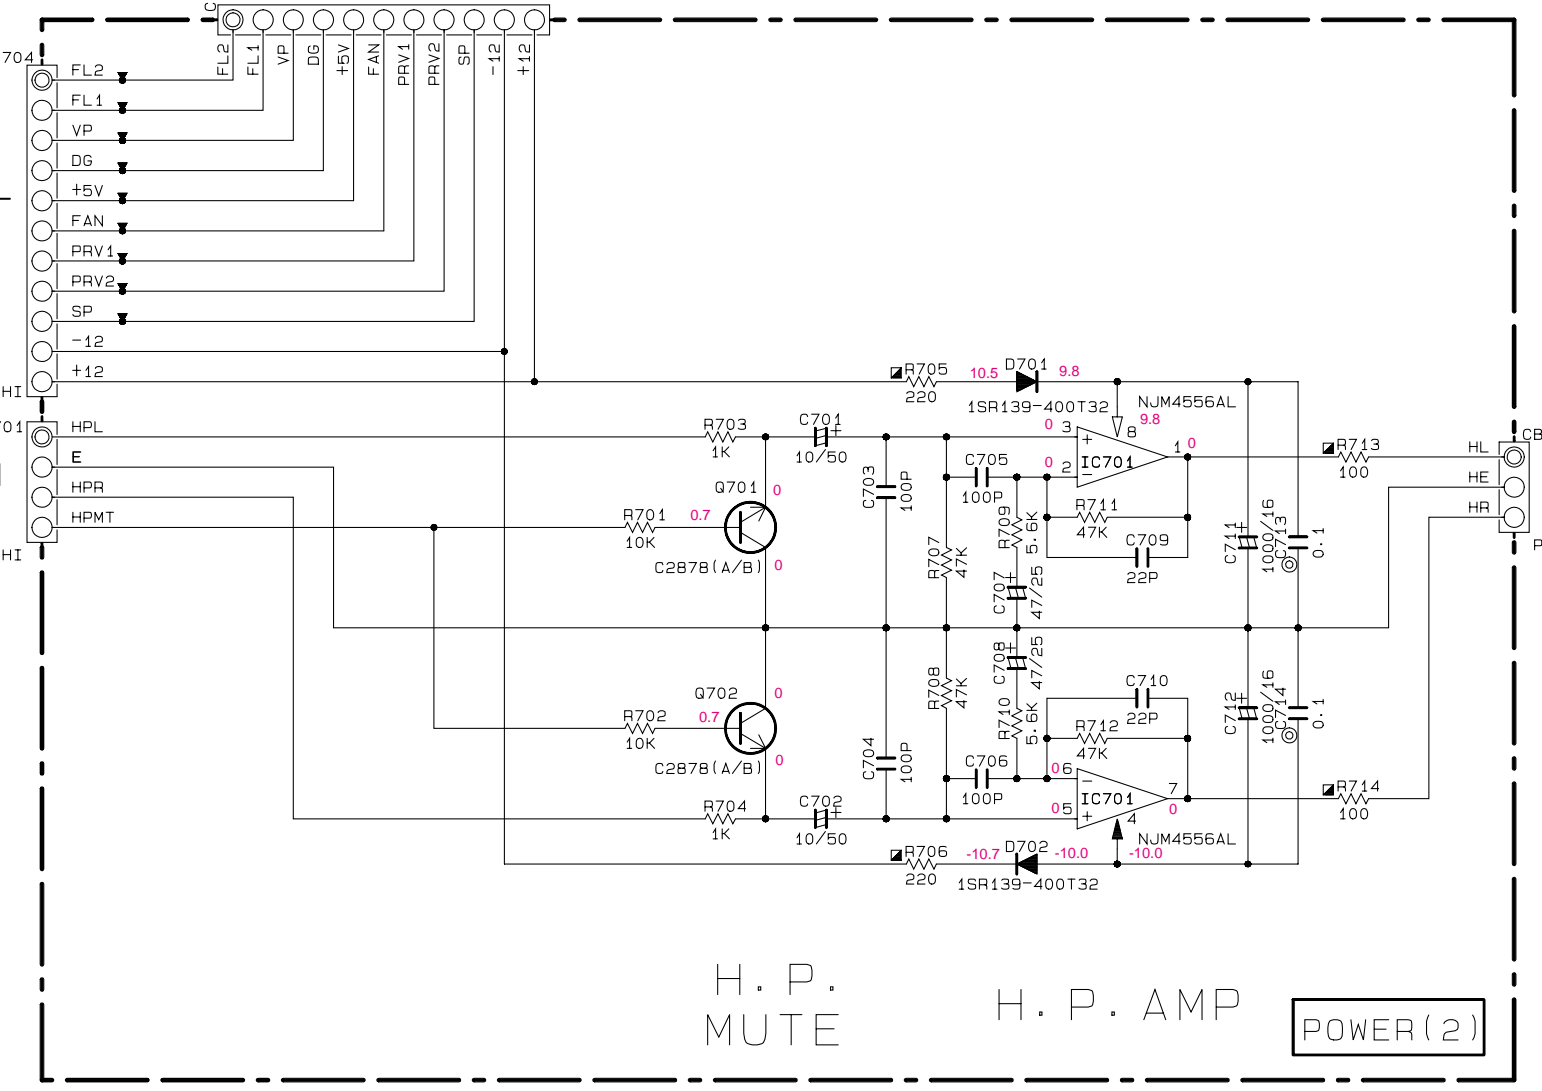 C
FL2
FL1
VP
DG
+5V
FAN
PRV1
PRV2
SP
-12
+12
704
FL2
FL1
VP
DG
+5V
FAN
PRV1
PRV2
SP
-12
+12
HI
701
HPL
E
HPR
HPMT
HI
R705
220
10.5
D701
9.8
1SR139-400T32
NJM4556AL
9.8
R703
1K
C701
+
10/50
0
3
+
8
IC701
1
0
0
2
-
C705
100P
C703
100P
R713
100
HL
HE
HR
CB
P
Q701
0
R701
10K
0.7
C2878(A/B)
0
R707
47K
R709
5.6K
R711
47K
C709
22P
C707
+
47/25
C711
+
1000/16
C713
0.1
C708
+
47/25
R708
47K
R710
5.6K
C710
22P
R712
47K
C712
+
1000/16
C714
0.1
Q702
0
R702
10K
0.7
C2878(A/B)
0
C704
100P
C706
100P
0
6
-
IC701
7
0
0
5
+
4
NJM4556AL
R714
100
R704
1K
C702
+
10/50
R706
220
-10.7
D702
-10.0
-10.0
1SR139-400T32
H.P.
MUTE
H.P. AMP
POWER(2)